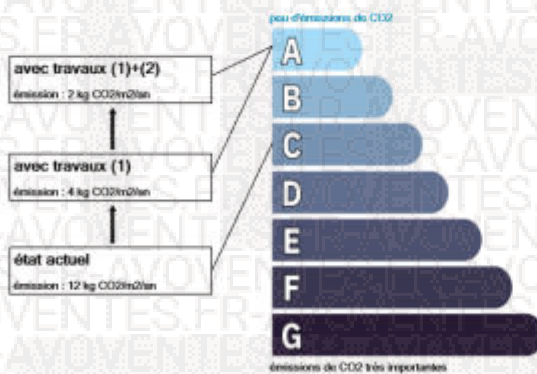 peu d'émissions de CO2
A
avec travaux (1)+(2)
émission : 2 kg CO2/m2/an
B
C
avec travaux (1)
émission : 4 kg CO2/m2/an
D
E
état actuel
émission : 12 kg CO2/m2/an
F
G
émissions de CO2 très importantes